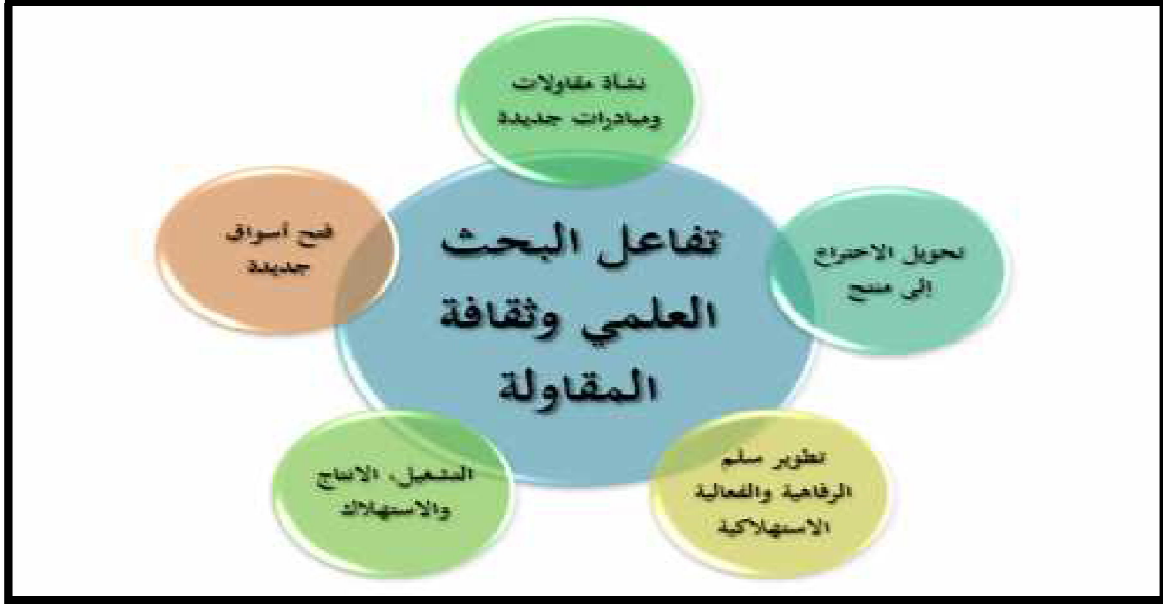 نشأة مقاولات
ومبادرات جديدة
تفاعل البحث
العلمي وثقافة
المقاولة
تحويل الاختراع
إلى منتج
تطوير سلم
الرفاهية والفعالية
الاستهلاكية
التشغيل، الانتاج
والاستهلاك
فتح أسواق
جديدة